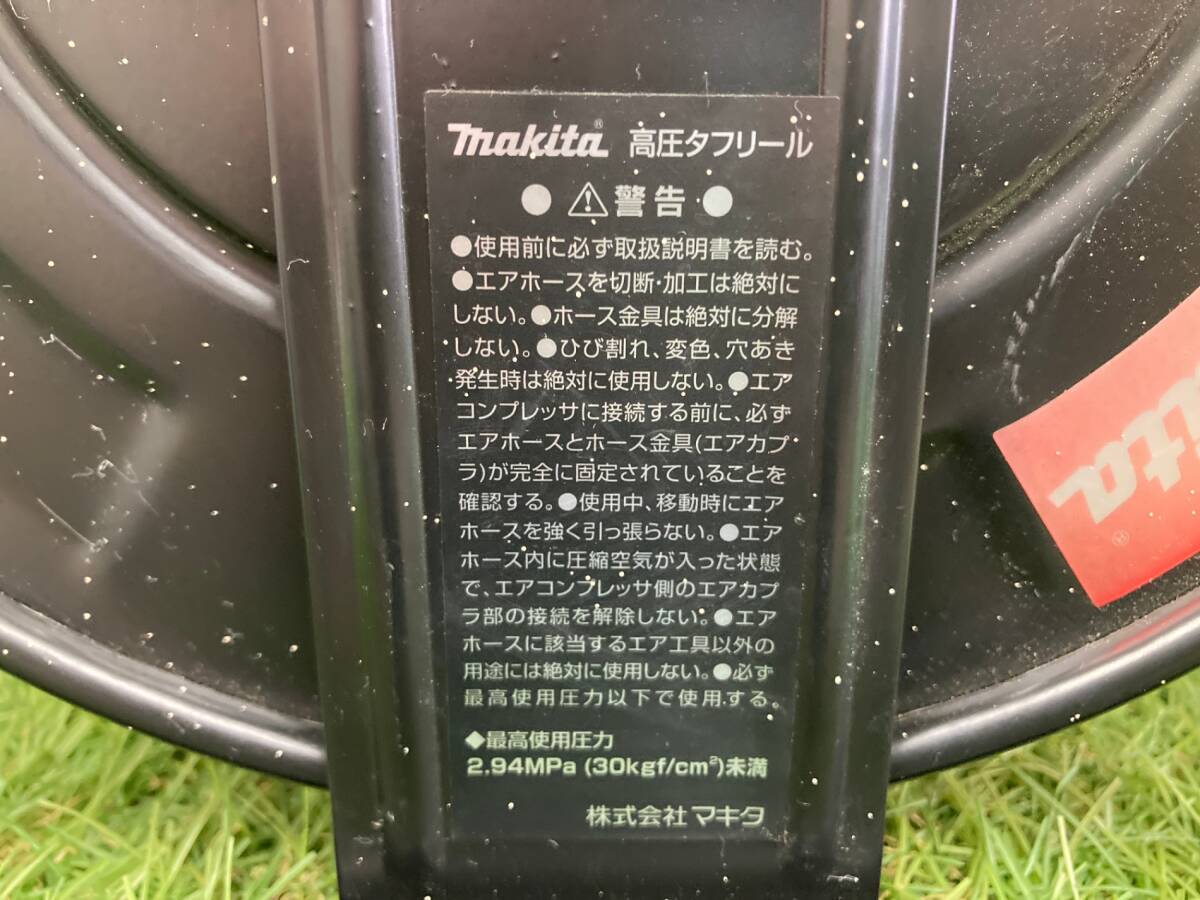 makita® 高圧タフリール
● ⚠警告 ●
●使用前に必ず取扱説明書を読む。
●エアホースを切断・加工は絶対に
しない。●ホース金具は絶対に分解
しない。●ひび割れ、変色、穴あき
発生時は絶対に使用しない。●エア
コンプレッサに接続する前に、必ず
エアホースとホース金具(エアカプ
ラ)が完全に固定されていることを
確認する。●使用中、移動時にエア
ホースを強く引っ張らない。●エア
ホース内に圧縮空気が入った状態
で、エアコンプレッサ側のエアカプ
ラ部の接続を解除しない。●エア
ホースに該当するエア工具以外の
用途には絶対に使用しない。●必ず
最高使用圧力以下で使用する。
◆最高使用圧力
2.94MPa (30kgf/cm²)未満
株式会社 マキタ
ita®